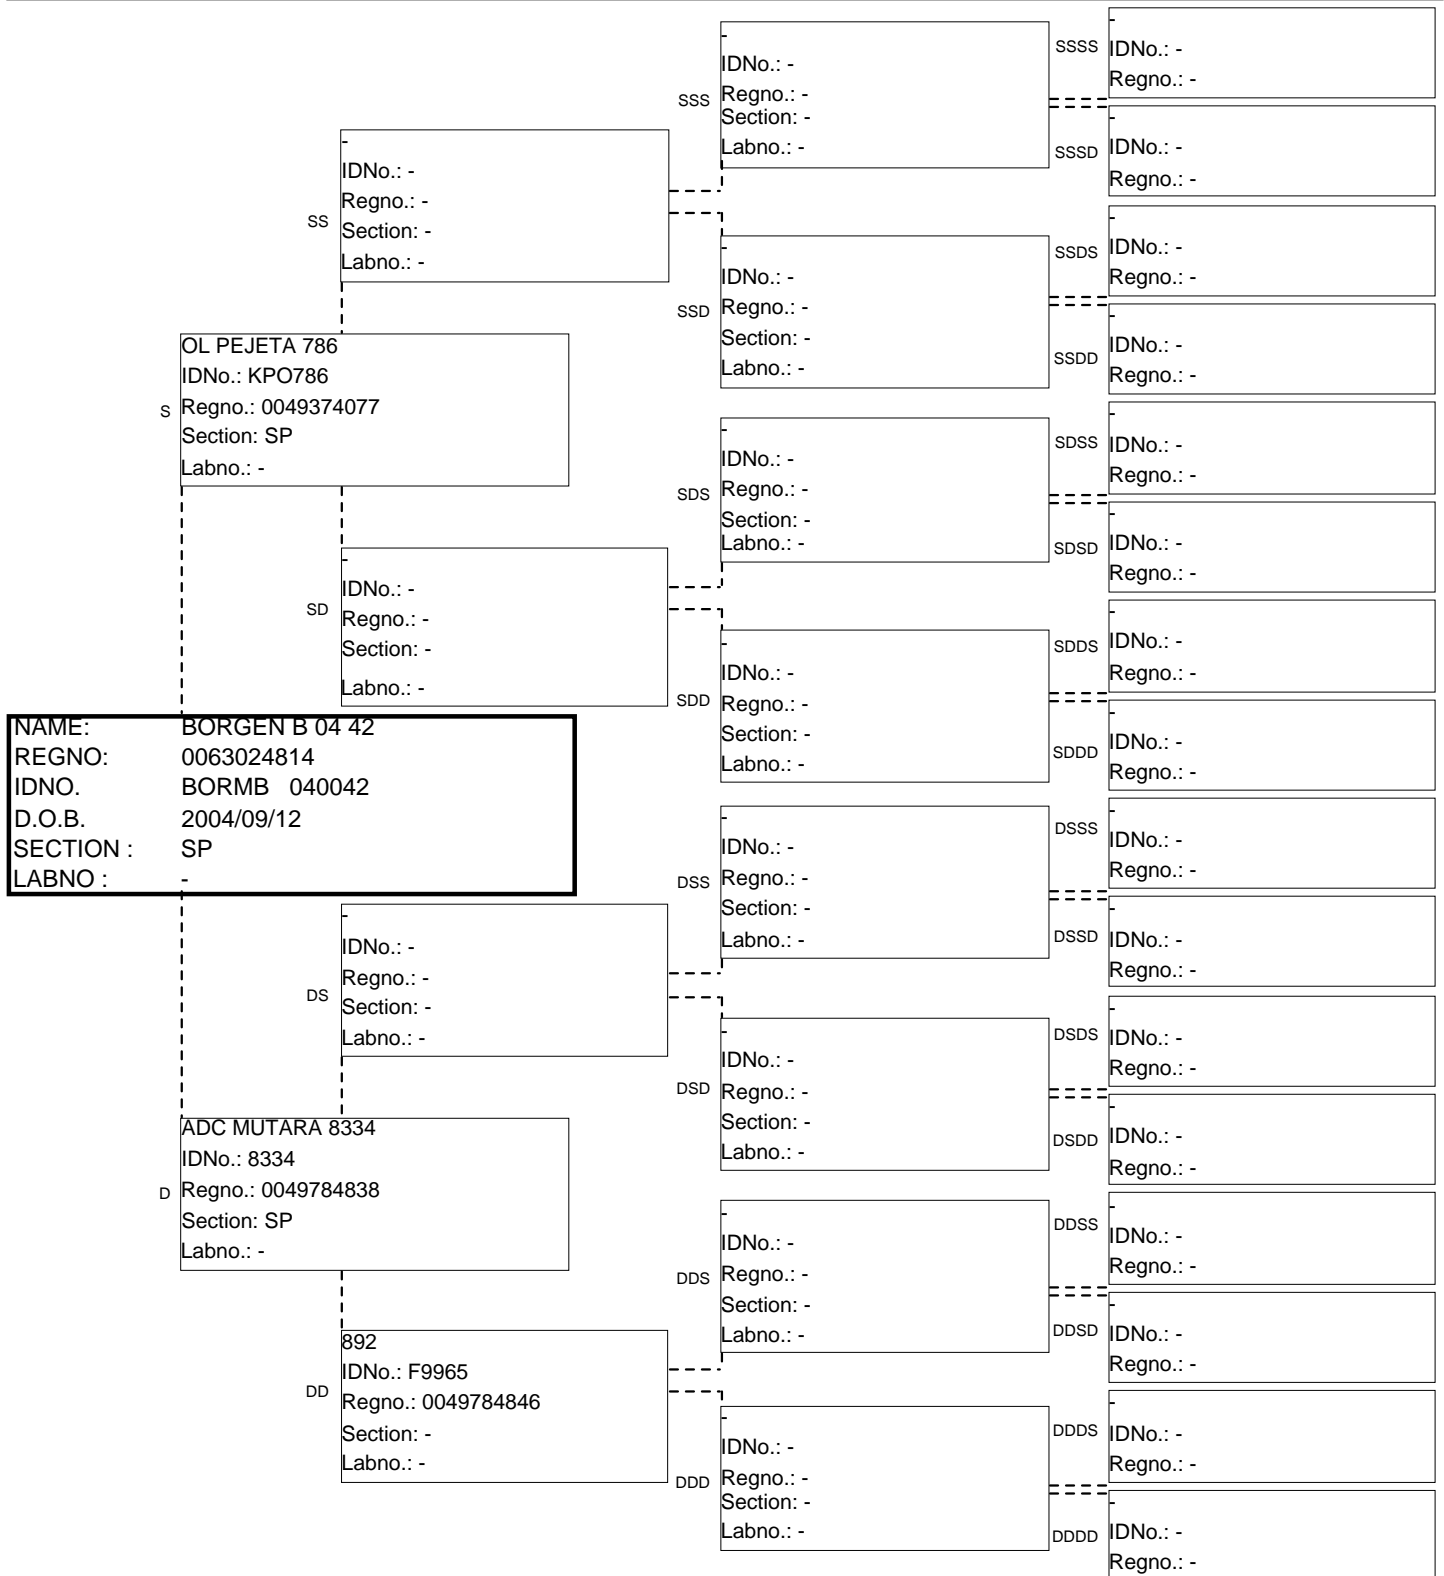 -
IDNo.: -
Regno.: -
SSSS
-
IDNo.: -
Regno.: -
Section: -
Labno.: -
SSS
-
IDNo.: -
Regno.: -
SSSD
-
IDNo.: -
Regno.: -
Section: -
Labno.: -
SS
-
IDNo.: -
Regno.: -
SSDS
-
IDNo.: -
Regno.: -
Section: -
Labno.: -
SSD
-
IDNo.: -
Regno.: -
SSDD
OL PEJETA 786
IDNo.: KPO786
Regno.: 0049374077
Section: SP
Labno.: -
S
-
IDNo.: -
Regno.: -
SDSS
-
IDNo.: -
Regno.: -
Section: -
Labno.: -
SDS
-
IDNo.: -
Regno.: -
SDSD
-
IDNo.: -
Regno.: -
Section: -
Labno.: -
SD
-
IDNo.: -
Regno.: -
SDDS
-
IDNo.: -
Regno.: -
Section: -
Labno.: -
SDD
-
IDNo.: -
Regno.: -
SDDD
NAME: BORGEN B 04 42
REGNO: 0063024814
IDNO. BORMB 040042
D.O.B. 2004/09/12
SECTION : SP
LABNO : -
-
IDNo.: -
Regno.: -
DSSS
-
IDNo.: -
Regno.: -
Section: -
Labno.: -
DSS
-
IDNo.: -
Regno.: -
DSSD
-
IDNo.: -
Regno.: -
Section: -
Labno.: -
DS
-
IDNo.: -
Regno.: -
DSDS
-
IDNo.: -
Regno.: -
Section: -
Labno.: -
DSD
-
IDNo.: -
Regno.: -
DSDD
ADC MUTARA 8334
IDNo.: 8334
Regno.: 0049784838
Section: SP
Labno.: -
D
-
IDNo.: -
Regno.: -
DDSS
-
IDNo.: -
Regno.: -
Section: -
Labno.: -
DDS
-
IDNo.: -
Regno.: -
DDSD
892
IDNo.: F9965
Regno.: 0049784846
Section: -
Labno.: -
DD
-
IDNo.: -
Regno.: -
DDDS
-
IDNo.: -
Regno.: -
Section: -
Labno.: -
DDD
-
IDNo.: -
Regno.: -
DDDD